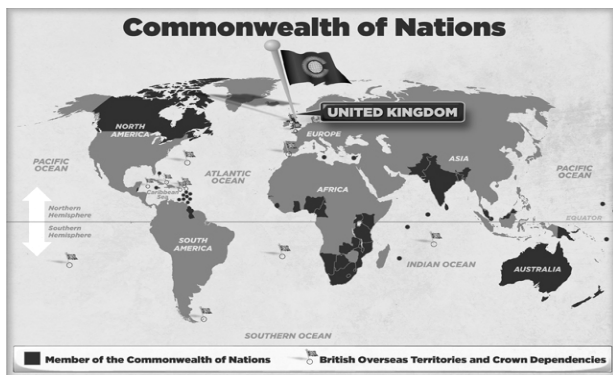 Commonwealth of Nations
UNITED KINGDOM
NORTH
AMERICA
EUROPE
ASIA
PACIFIC
OCEAN
ATLANTIC
OCEAN
PACIFIC
OCEAN
Caribbean
Sea
AFRICA
Northern
Hemisphere
EQUATOR
Southern
Hemisphere
SOUTH
AMERICA
INDIAN OCEAN
AUSTRALIA
SOUTHERN OCEAN
Member of the Commonwealth of Nations
British Overseas Territories and Crown Dependencies